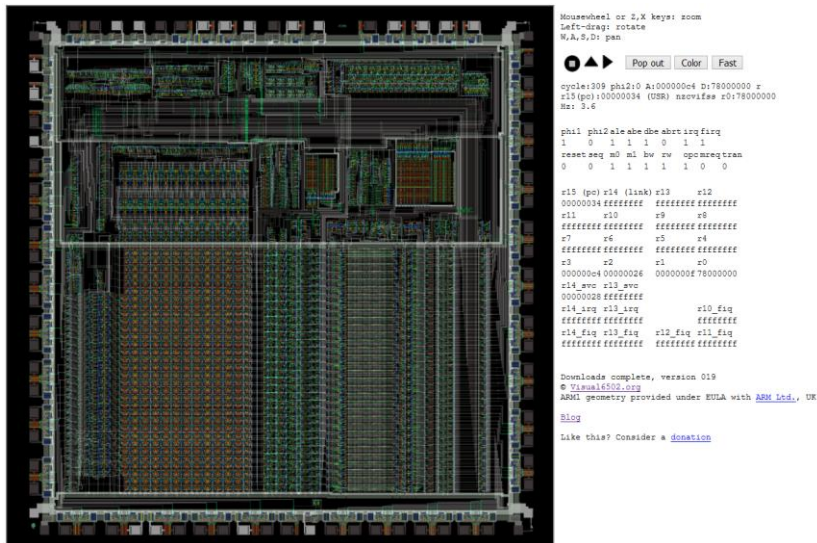 Mousewheel or Z,X keys: zoom
Left-drag: rotate
W,A,S,D: pan
Pop out Color Fast
cycle:309 phi2:0 A:000000c4 D:78000000 r
r15(pc):00000034 (USR) nzcvifss r0:78000000
Hz: 3.6
phi1 phi2 ale abe dbe abrt irq firq
1 0 1 1 1 0 1 1
reset seq m0 m1 bw rw opc mreq tran
0 0 1 1 1 1 1 0 0
r15 (pc) r14 (link) r13 r12
00000034 ffffffff ffffffff ffffffff
r11 r10 r9 r8
ffffffff ffffffff ffffffff ffffffff
r7 r6 r5 r4
ffffffff ffffffff ffffffff ffffffff
r3 r2 r1 r0
000000c4 00000026 0000000f 78000000
r14_svc r13_svc
00000028 ffffffff
r14_irq r13_irq r10_fiq
ffffffff ffffffff ffffffff
r14_fiq r13_fiq r12_fiq r11_fiq
ffffffff ffffffff ffffffff ffffffff
Downloads complete, version 019
© Visual6502.org
ARM1 geometry provided under EULA with ARM Ltd., UK
Blog
Like this? Consider a donation